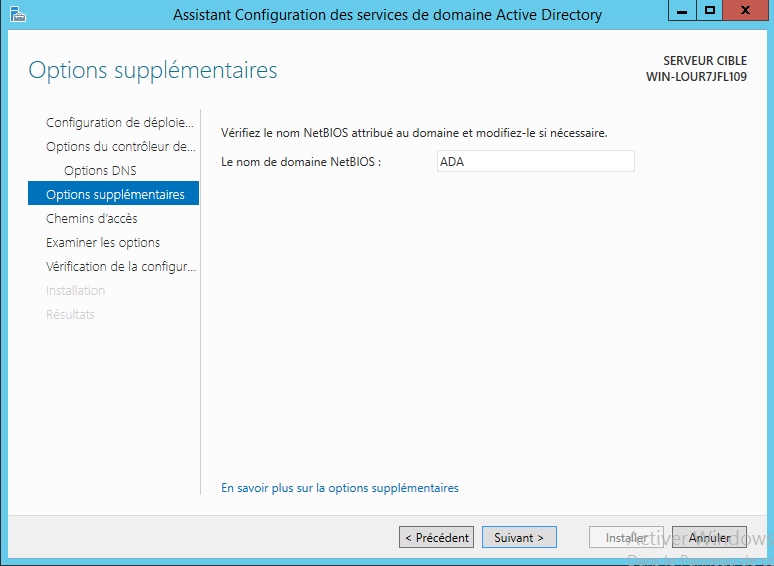 Assistant Configuration des services de domaine Active Directory
Options supplémentaires
SERVEUR CIBLE
WIN-LOUR7JFL109
Configuration de déploie...
Options du contrôleur de...
Options DNS
Options supplémentaires
Chemins d'accès
Examiner les options
Vérification de la configur...
Installation
Résultats
Vérifiez le nom NetBIOS attribué au domaine et modifiez-le si nécessaire.
Le nom de domaine NetBIOS :
ADA
En savoir plus sur la options supplémentaires
< Précédent
Suivant >
Installer
Annuler
Activer Windows